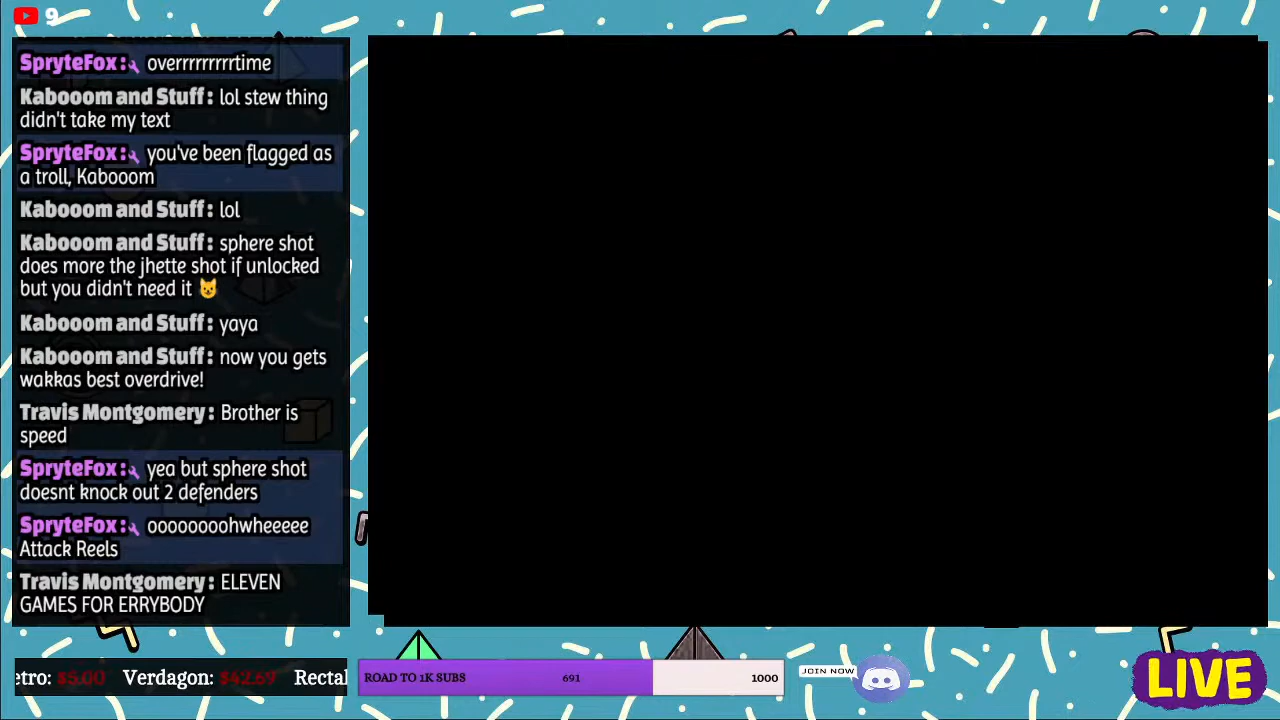 9
SpryteFox: overrrrrrrrtime
Kabooom and Stuff: lol stew thing
didn't take my text
SpryteFox: you've been flagged as
a troll, Kabooom
Kabooom and Stuff: lol
Kabooom and Stuff: sphere shot
does more the jhette shot if unlocked
but you didn't need it 😼
Kabooom and Stuff: yaya
Kabooom and Stuff: now you gets
wakkas best overdrive!
Travis Montgomery: Brother is
speed
SpryteFox: yea but sphere shot
doesnt knock out 2 defenders
SpryteFox: oooooooohwheeeee
Attack Reels
Travis Montgomery: ELEVEN
GAMES FOR ERRYBODY
etro: $5.00 Verdagon: $42.69 Rectal
ROAD TO 1K SUBS 691 1000
JOIN NOW
LIVE